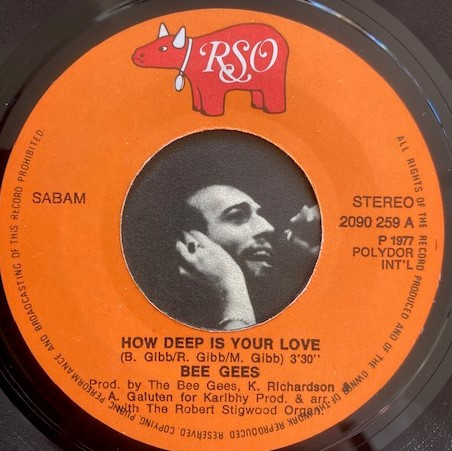 RSO
SABAM
STEREO
2090 259 A
P 1977
POLYDOR
INT'L
HOW DEEP IS YOUR LOVE
(B. Gibb/R. Gibb/M. Gibb) 3'30''
BEE GEES
Prod. by The Bee Gees, K. Richardson &
A. Galuten for Karlbhy Prod. & arr.
with The Robert Stigwood Organ.
ALL RIGHTS OF THE RECORD PRODUCED AND OF THE OWNER OF THE WORK REPRODUCED RESERVED COPYING, PUBLIC PERFORMANCE AND BROADCASTING OF THIS RECORD PROHIBITED.